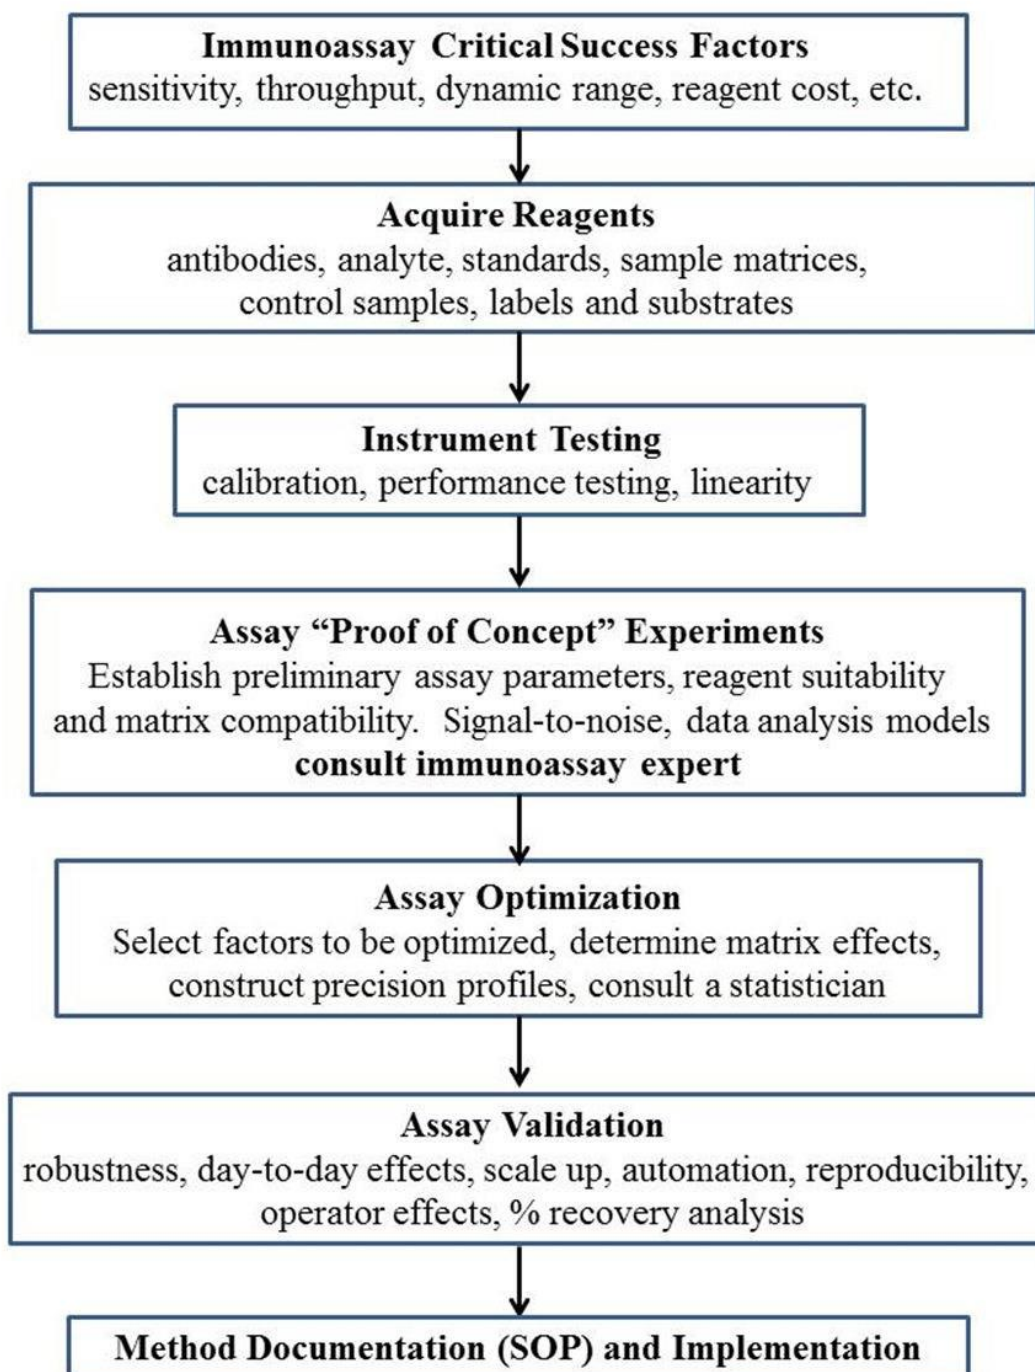 Immunoassay Critical Success Factors
sensitivity, throughput, dynamic range, reagent cost, etc.
Acquire Reagents
antibodies, analyte, standards, sample matrices,
control samples, labels and substrates
Instrument Testing
calibration, performance testing, linearity
Assay “Proof of Concept” Experiments
Establish preliminary assay parameters, reagent suitability
and matrix compatibility. Signal-to-noise, data analysis models
consult immunoassay expert
Assay Optimization
Select factors to be optimized, determine matrix effects,
construct precision profiles, consult a statistician
Assay Validation
robustness, day-to-day effects, scale up, automation, reproducibility,
operator effects, % recovery analysis
Method Documentation (SOP) and Implementation